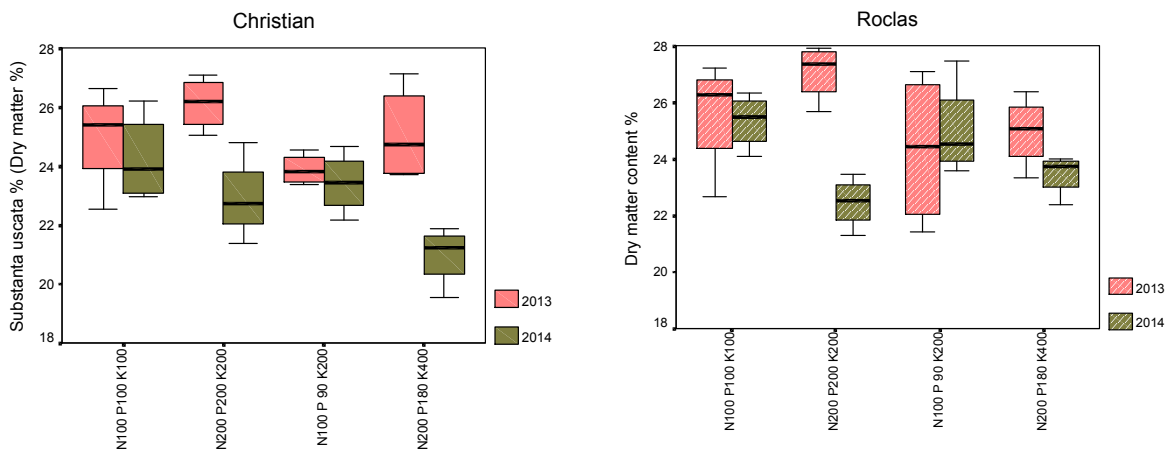 Christian
Substanta uscata % (Dry matter %)
28
26
24
22
20
18
N100 P100 K100
N200 P200 K200
N100 P 90 K200
N200 P180 K400
2013
2014
Roclas
Dry matter content %
28
26
24
22
20
18
N100 P100 K100
N200 P200 K200
N100 P 90 K200
N200 P180 K400
2013
2014